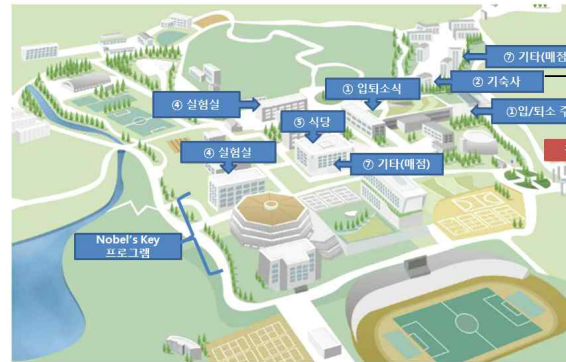 ⑦ 기타(매점
① 입퇴소식
② 기숙사
④ 실험실
⑤ 식당
①입/퇴소 주
④ 실험실
⑦ 기타(매점)
Nobel's Key
프로그램